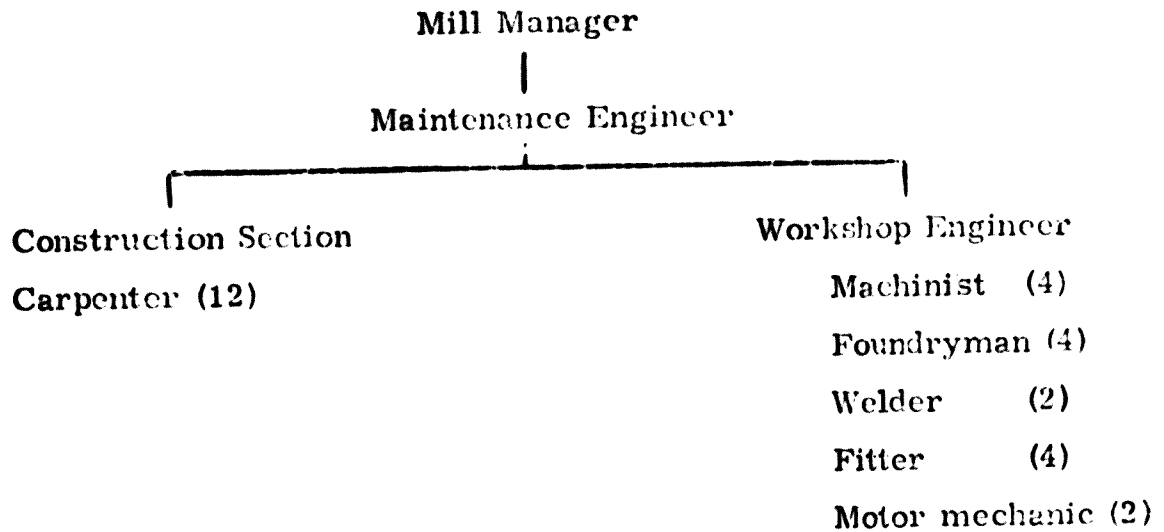 Mill Manager
Maintenance Engineer
Construction Section
Carpenter (12)
Workshop Engineer
Machinist (4)
Foundryman (4)
Welder (2)
Fitter (4)
Motor mechanic (2)